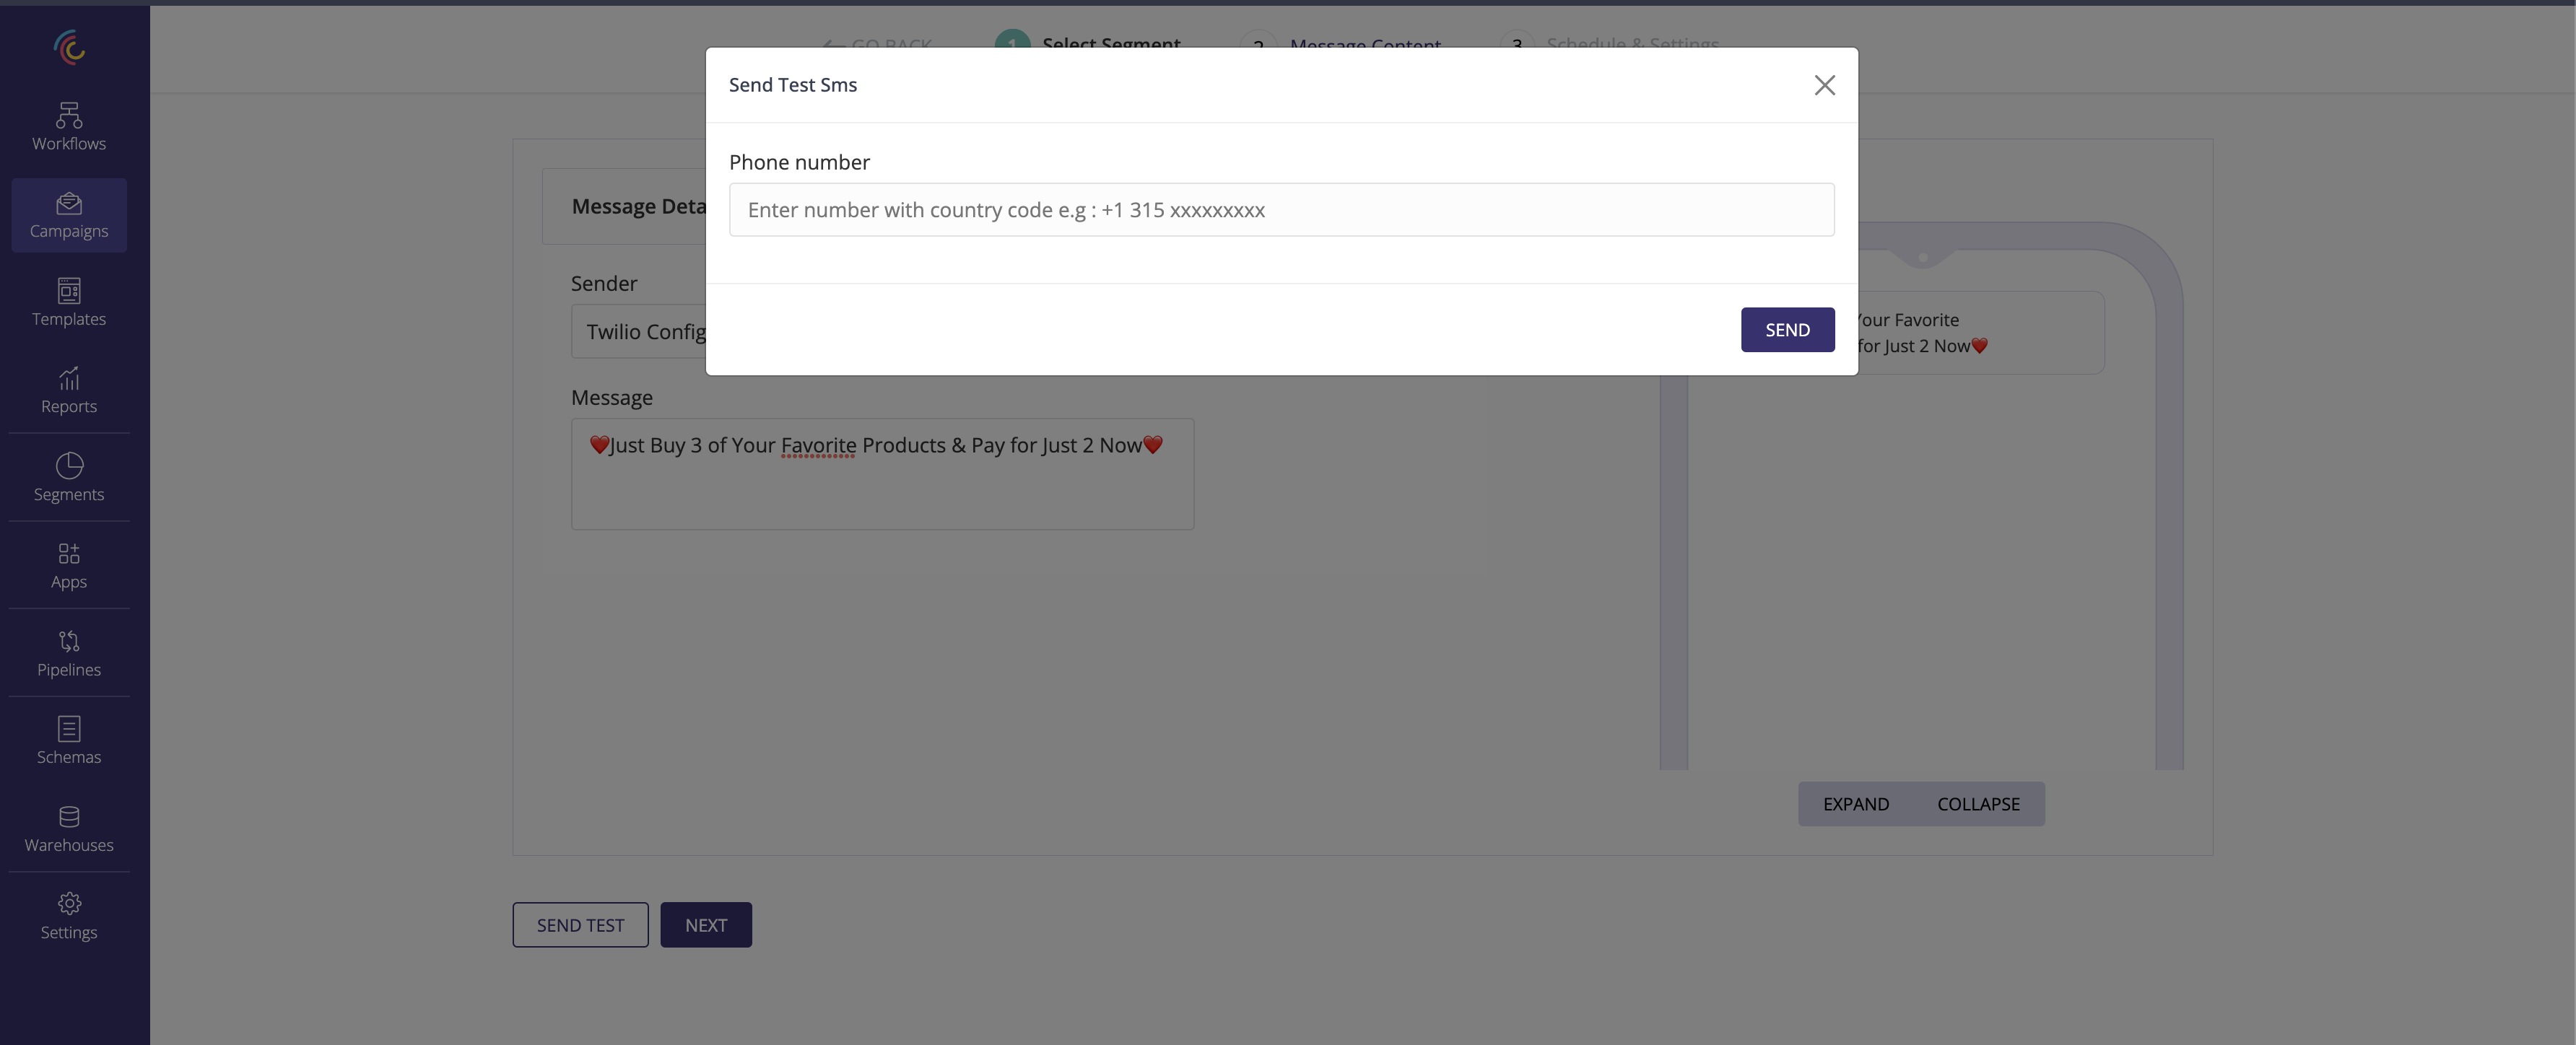 GO BACK
1 Select Segment
2 Message Content
3 Schedule & Settings
Workflows
Campaigns
Templates
Reports
Segments
Apps
Pipelines
Schemas
Warehouses
Settings
Send Test Sms
Phone number
Enter number with country code e.g : +1 315 xxxxxxxxx
SEND
Message Deta
Sender
Twilio Config
Message
❤️Just Buy 3 of Your Favorite Products & Pay for Just 2 Now❤️
Your Favorite
for Just 2 Now❤️
EXPAND COLLAPSE
SEND TEST NEXT